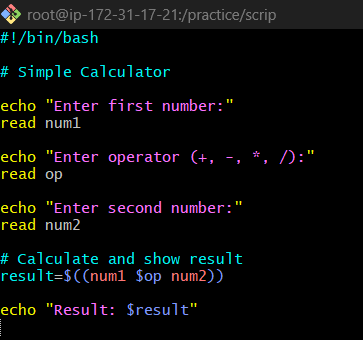 root@ip-172-31-17-21:/practice/scrip
#!/bin/bash
# Simple Calculator
echo "Enter first number:"
read num1
echo "Enter operator (+, -, *, /):"
read op
echo "Enter second number:"
read num2
# Calculate and show result
result=$((num1 $op num2))
echo "Result: $result"